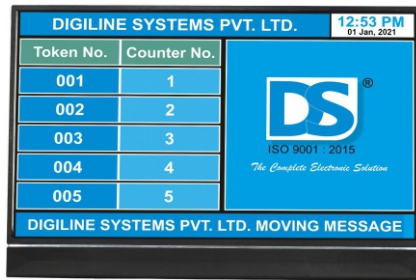 DIGILINE SYSTEMS PVT. LTD.
12:53 PM
01 Jan, 2021
Token No. Counter No.
001 1
002 2
003 3
004 4
005 5
DS®
ISO 9001 : 2015
The Complete Electronic Solution
DIGILINE SYSTEMS PVT. LTD. MOVING MESSAGE